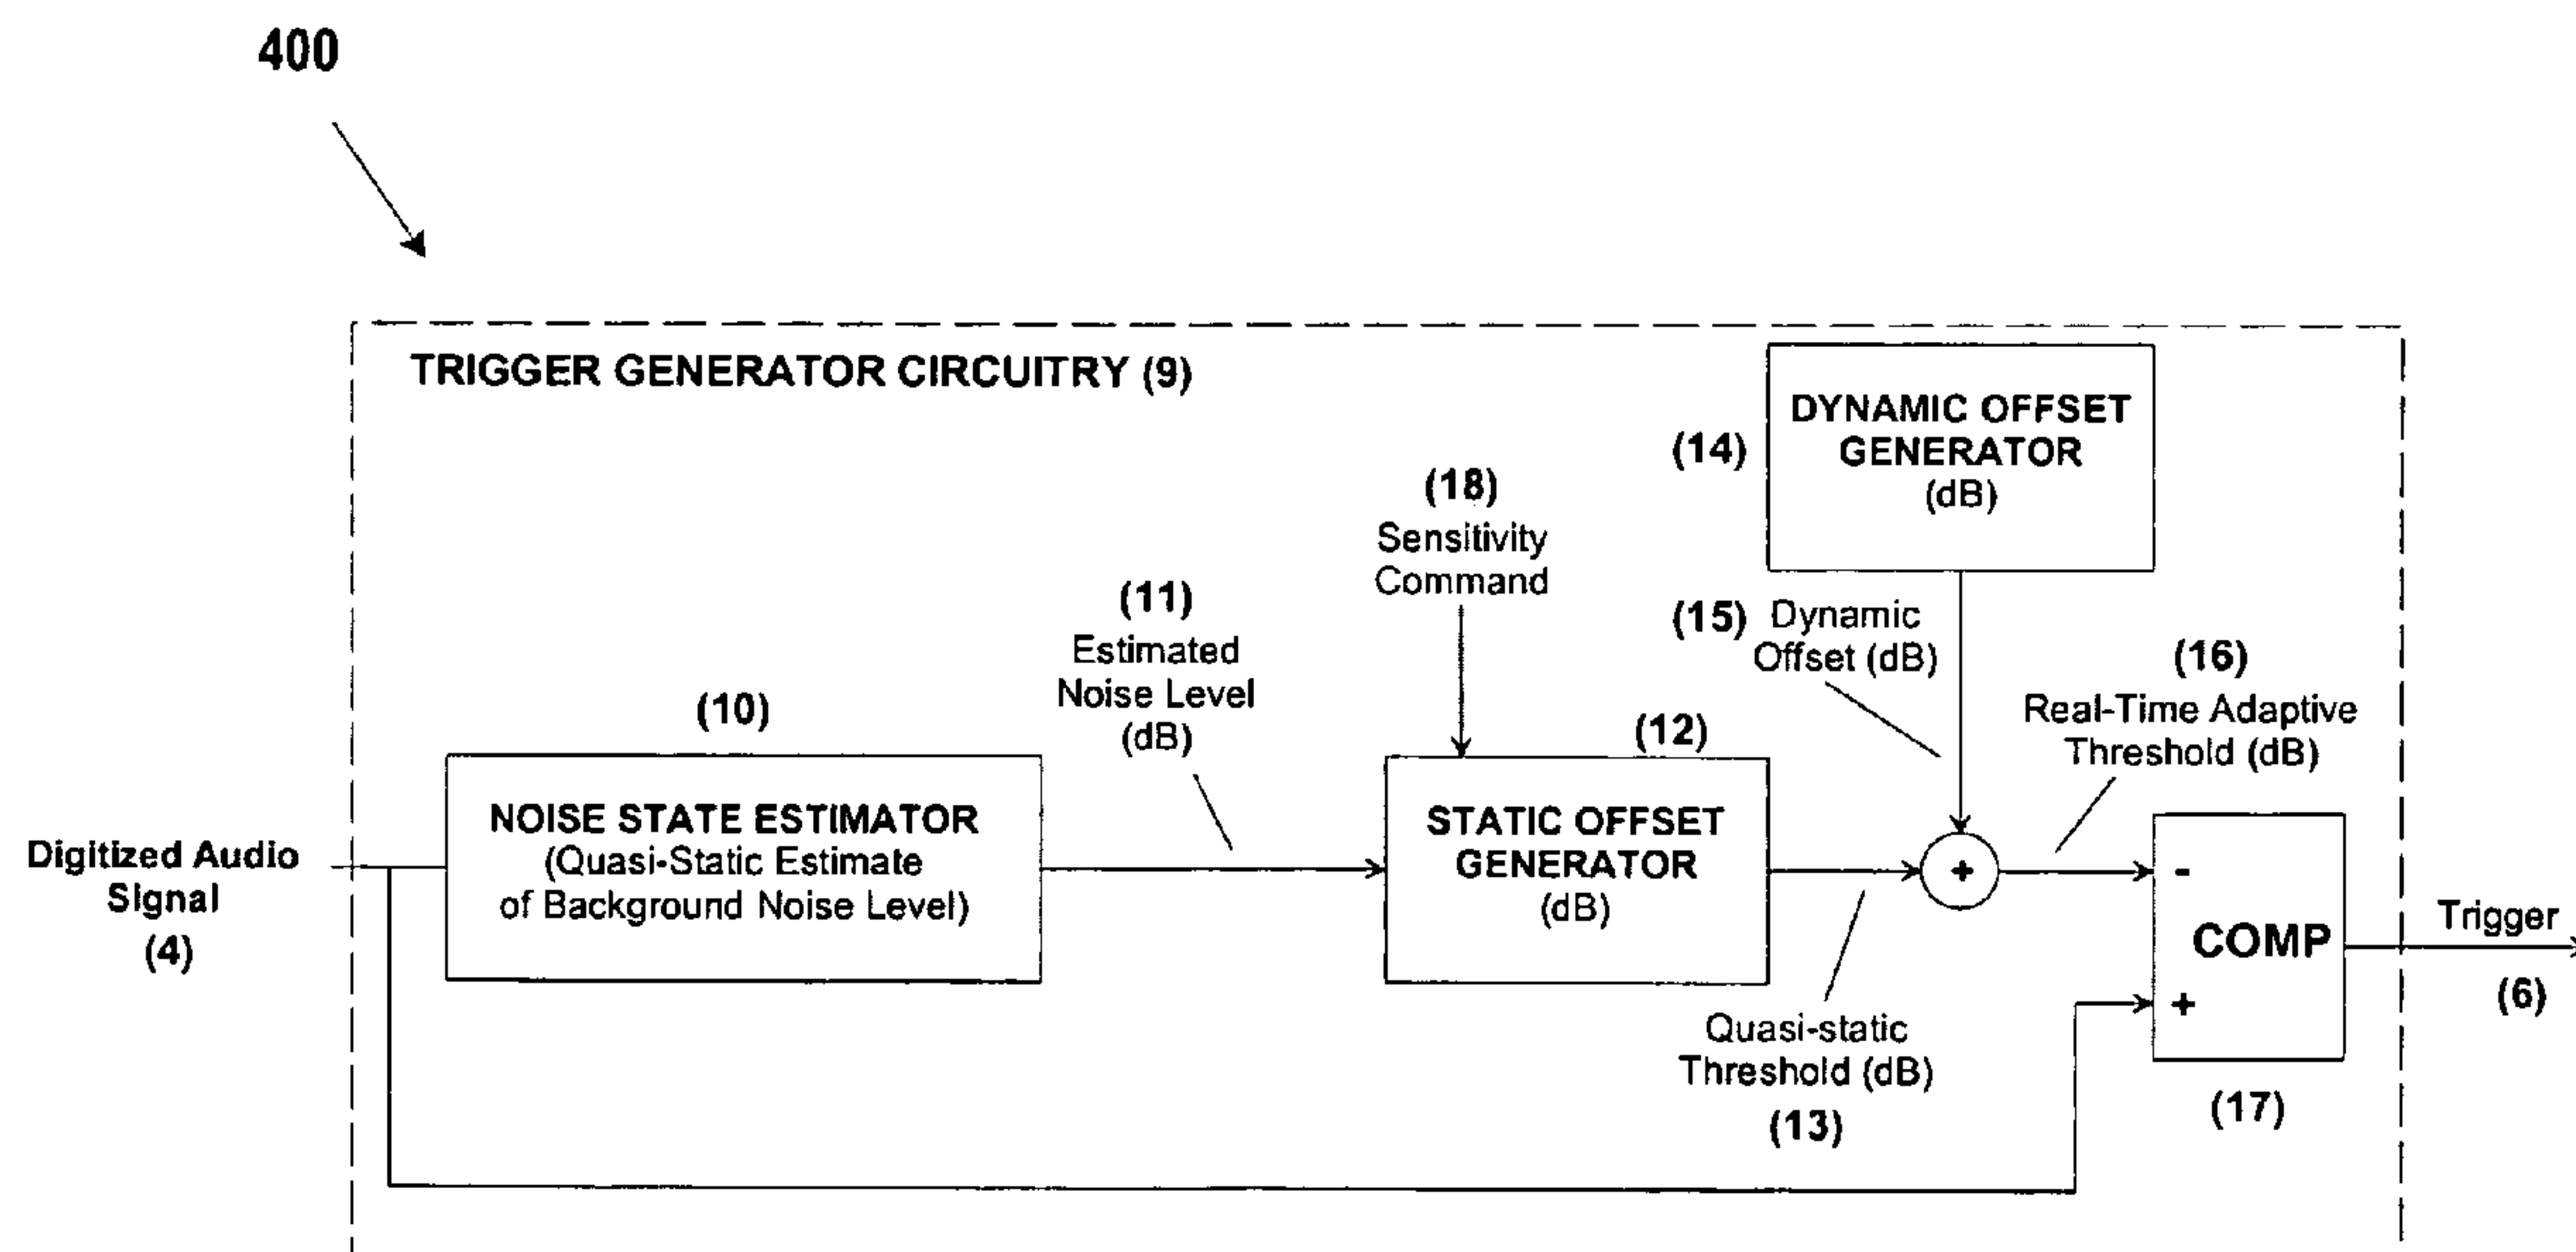 400
TRIGGER GENERATOR CIRCUITRY (9)
DYNAMIC OFFSET
GENERATOR
(dB)
(14)
(18)
Sensitivity
Command
(11)
Estimated
Noise Level
(dB)
(15) Dynamic
Offset (dB)
(16)
Real-Time Adaptive
Threshold (dB)
(10)
NOISE STATE ESTIMATOR
(Quasi-Static Estimate
of Background Noise Level)
(12)
STATIC OFFSET
GENERATOR
(dB)
+
-
COMP
+
(17)
Digitized Audio
Signal
(4)
Trigger
(6)
Quasi-static
Threshold (dB)
(13)